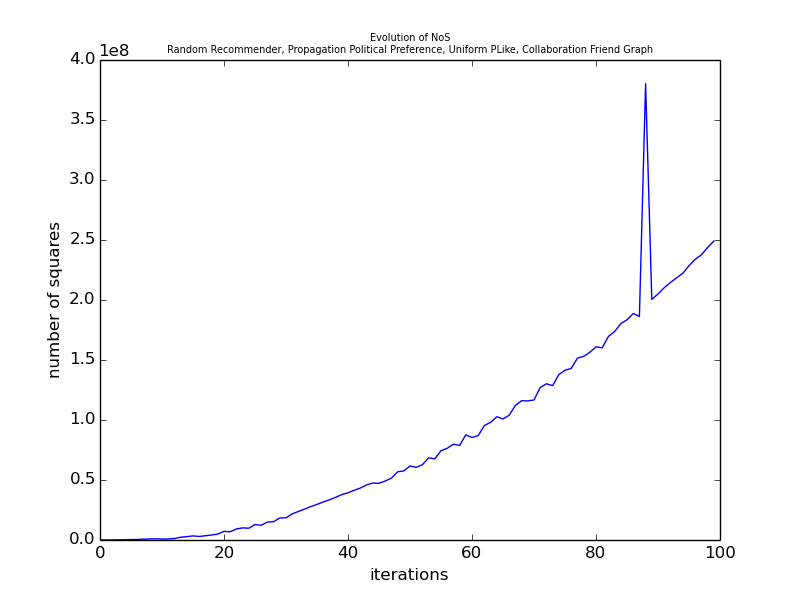 Evolution of NoS
Random Recommender, Propagation Political Preference, Uniform PLike, Collaboration Friend Graph
1e8
4.0
3.5
3.0
2.5
2.0
1.5
1.0
0.5
0.0
number of squares
0 20 40 60 80 100
iterations